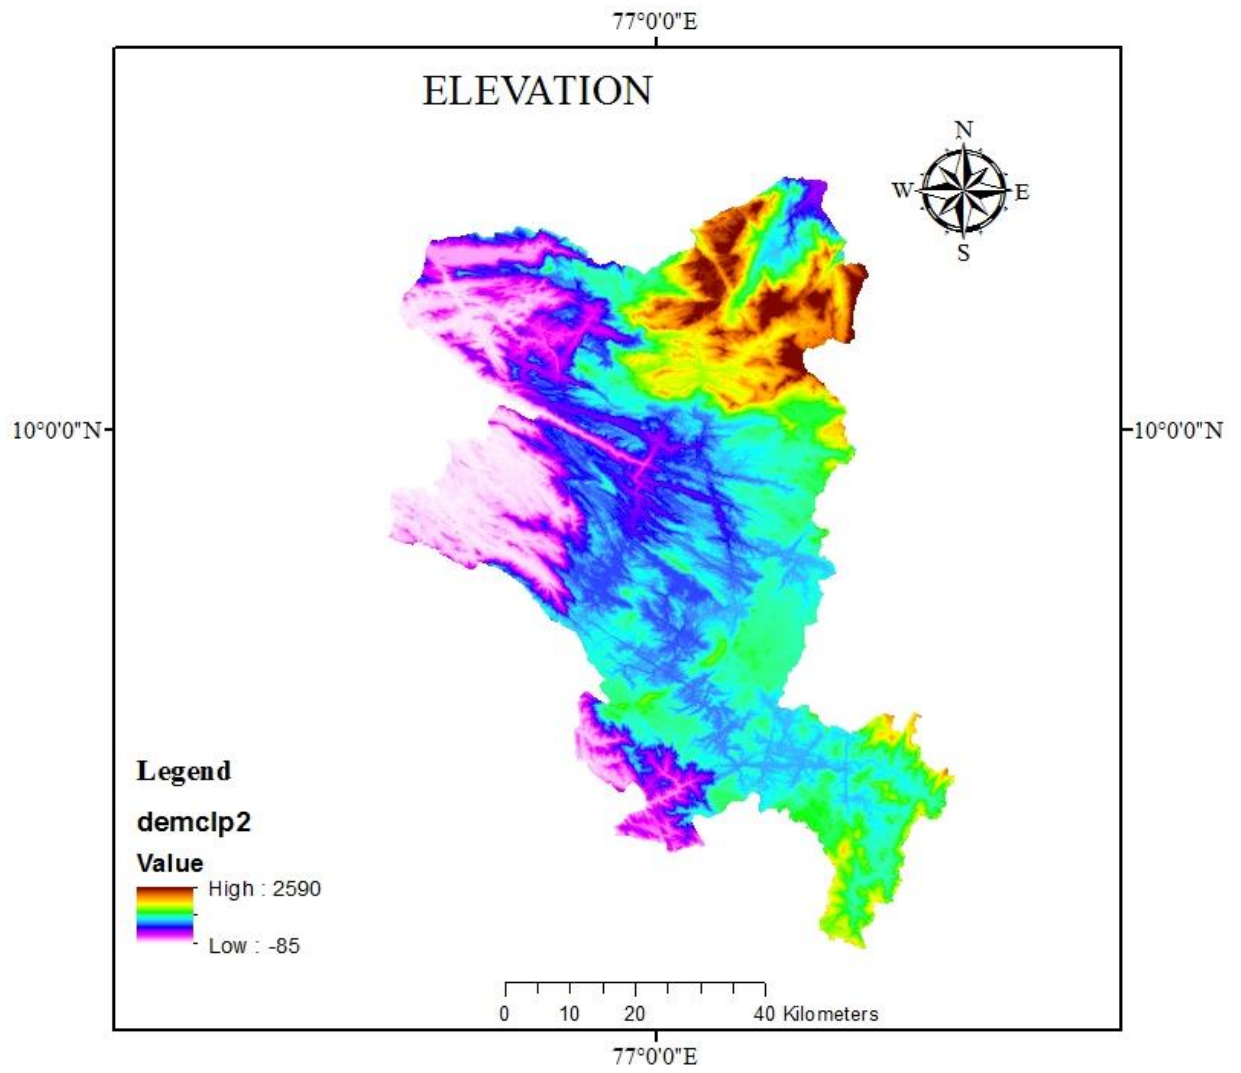 77°0'0"E
ELEVATION
N
W
E
S
10°0'0"N
10°0'0"N
Legend
demclp2
Value
High : 2590
Low : -85
0 10 20 40 Kilometers
77°0'0"E